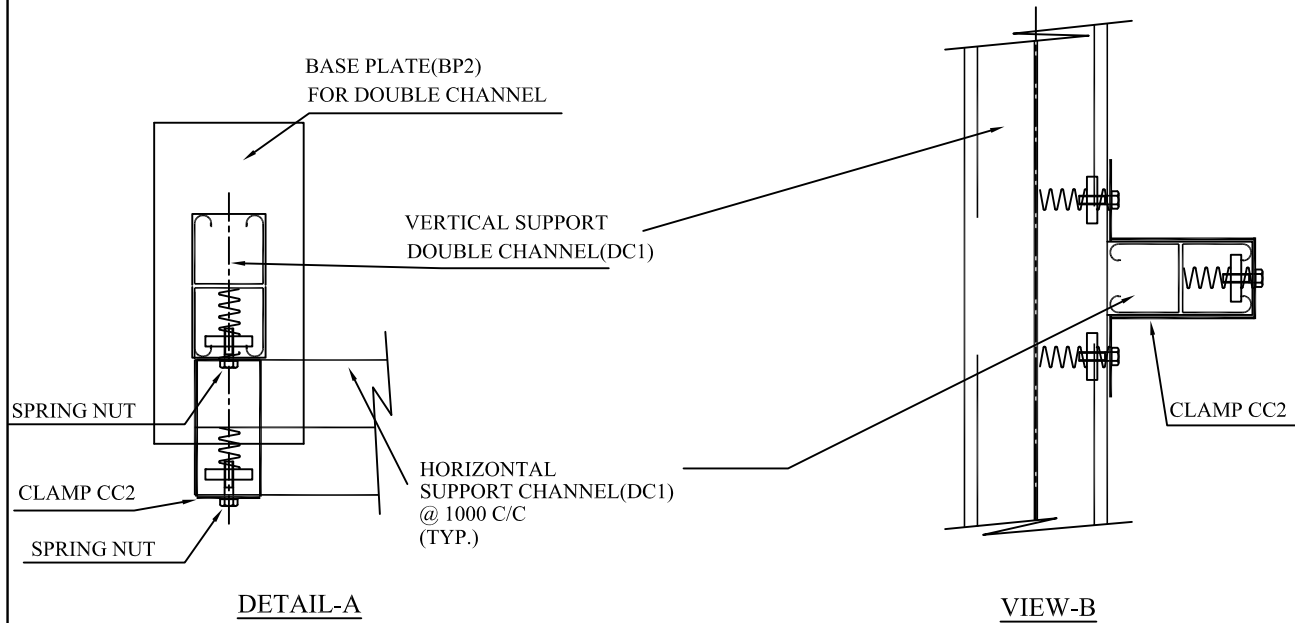 BASE PLATE(BP2)
FOR DOUBLE CHANNEL
VERTICAL SUPPORT
DOUBLE CHANNEL(DC1)
SPRING NUT
CLAMP CC2
SPRING NUT
HORIZONTAL
SUPPORT CHANNEL(DC1)
@ 1000 C/C
(TYP.)
CLAMP CC2
DETAIL-A
VIEW-B